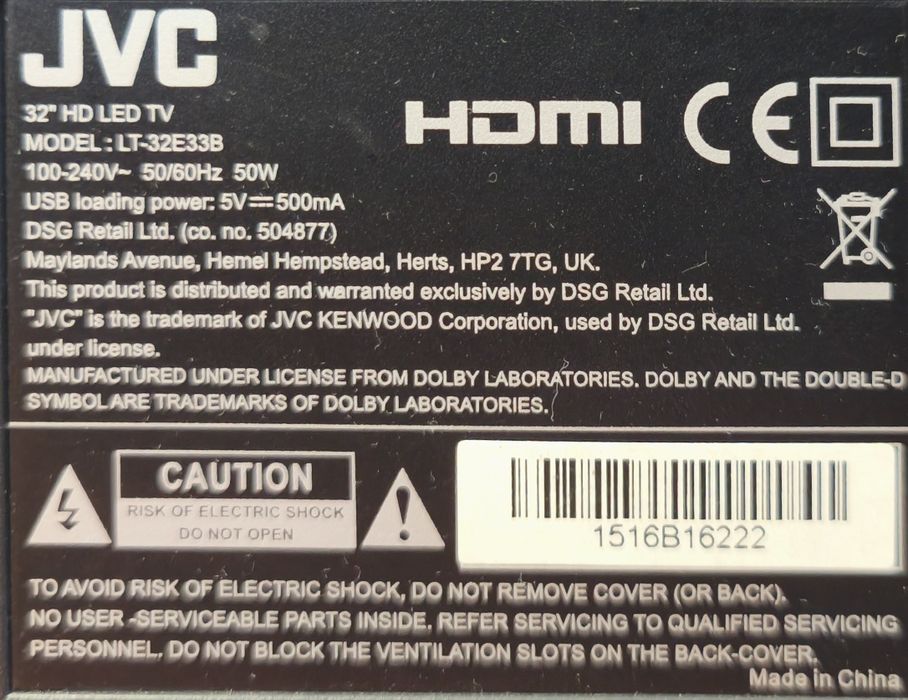 JVC
32" HD LED TV
MODEL : LT-32E33B
100-240V~ 50/60Hz 50W
USB loading power: 5V⎓500mA
DSG Retail Ltd. (co. no. 504877)
Maylands Avenue, Hemel Hempstead, Herts, HP2 7TG, UK.
This product is distributed and warranted exclusively by DSG Retail Ltd.
"JVC" is the trademark of JVC KENWOOD Corporation, used by DSG Retail Ltd.
under license.
MANUFACTURED UNDER LICENSE FROM DOLBY LABORATORIES. DOLBY AND THE DOUBLE-D
SYMBOL ARE TRADEMARKS OF DOLBY LABORATORIES.
HDMI
CE
CAUTION
RISK OF ELECTRIC SHOCK
DO NOT OPEN
1516B16222
TO AVOID RISK OF ELECTRIC SHOCK, DO NOT REMOVE COVER (OR BACK).
NO USER -SERVICEABLE PARTS INSIDE. REFER SERVICING TO QUALIFIED SERVICING
PERSONNEL. DO NOT BLOCK THE VENTILATION SLOTS ON THE BACK-COVER.
Made in China